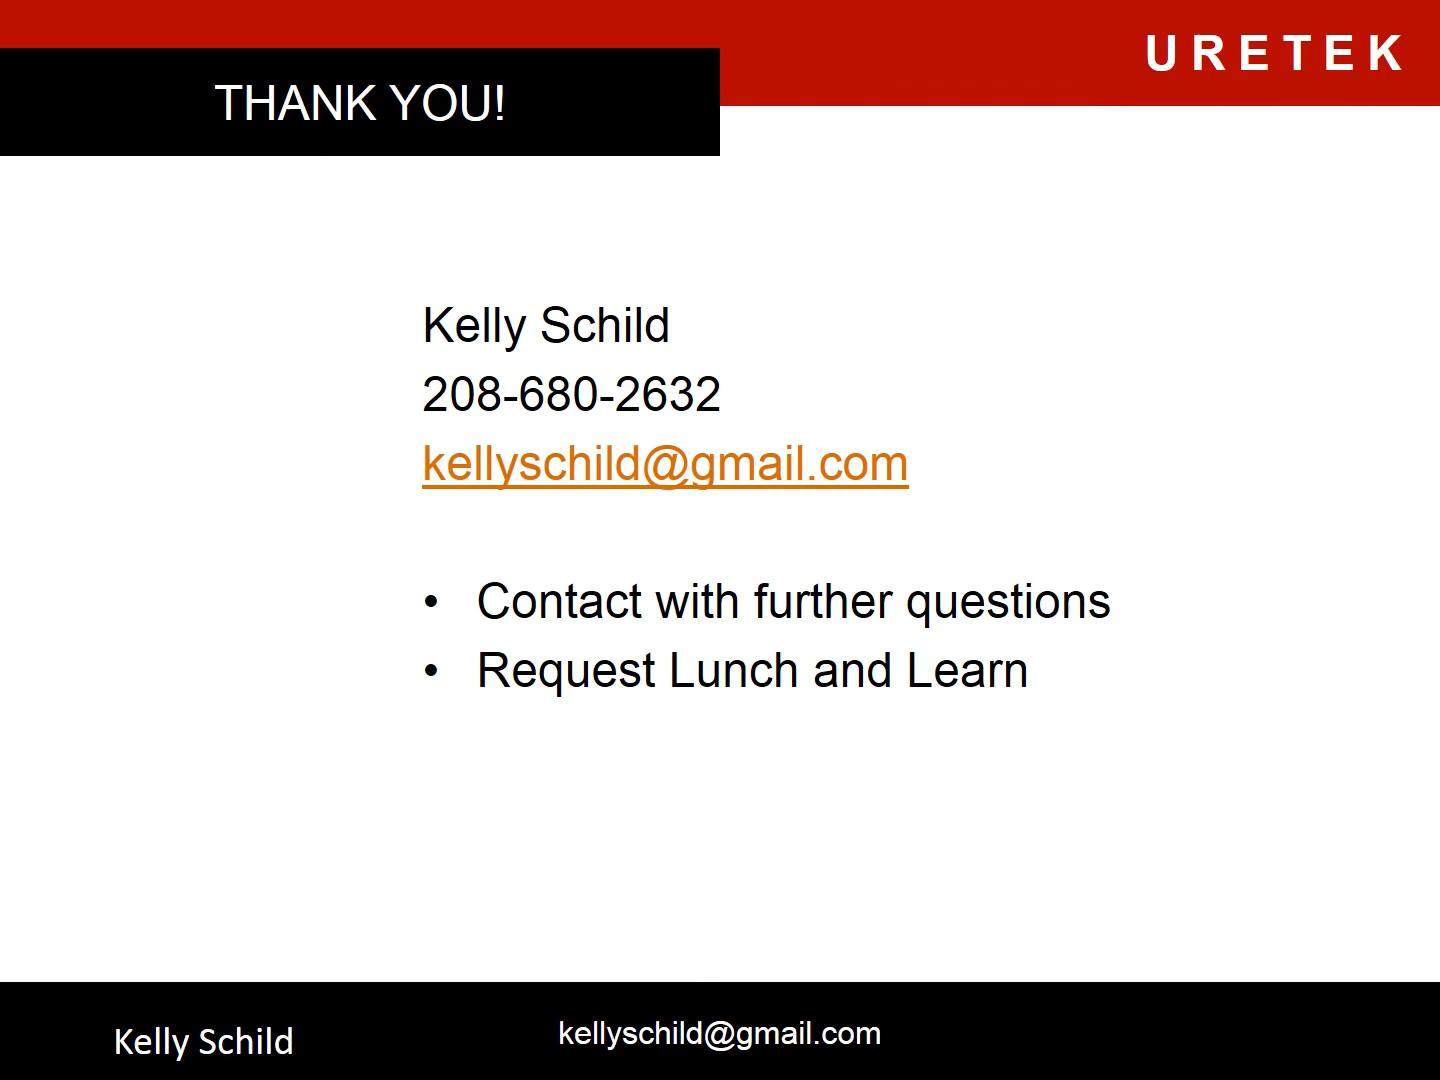 URETEK
THANK YOU!
Kelly Schild
208-680-2632
kellyschild@gmail.com
• Contact with further questions
• Request Lunch and Learn
Kelly Schild
kellyschild@gmail.com